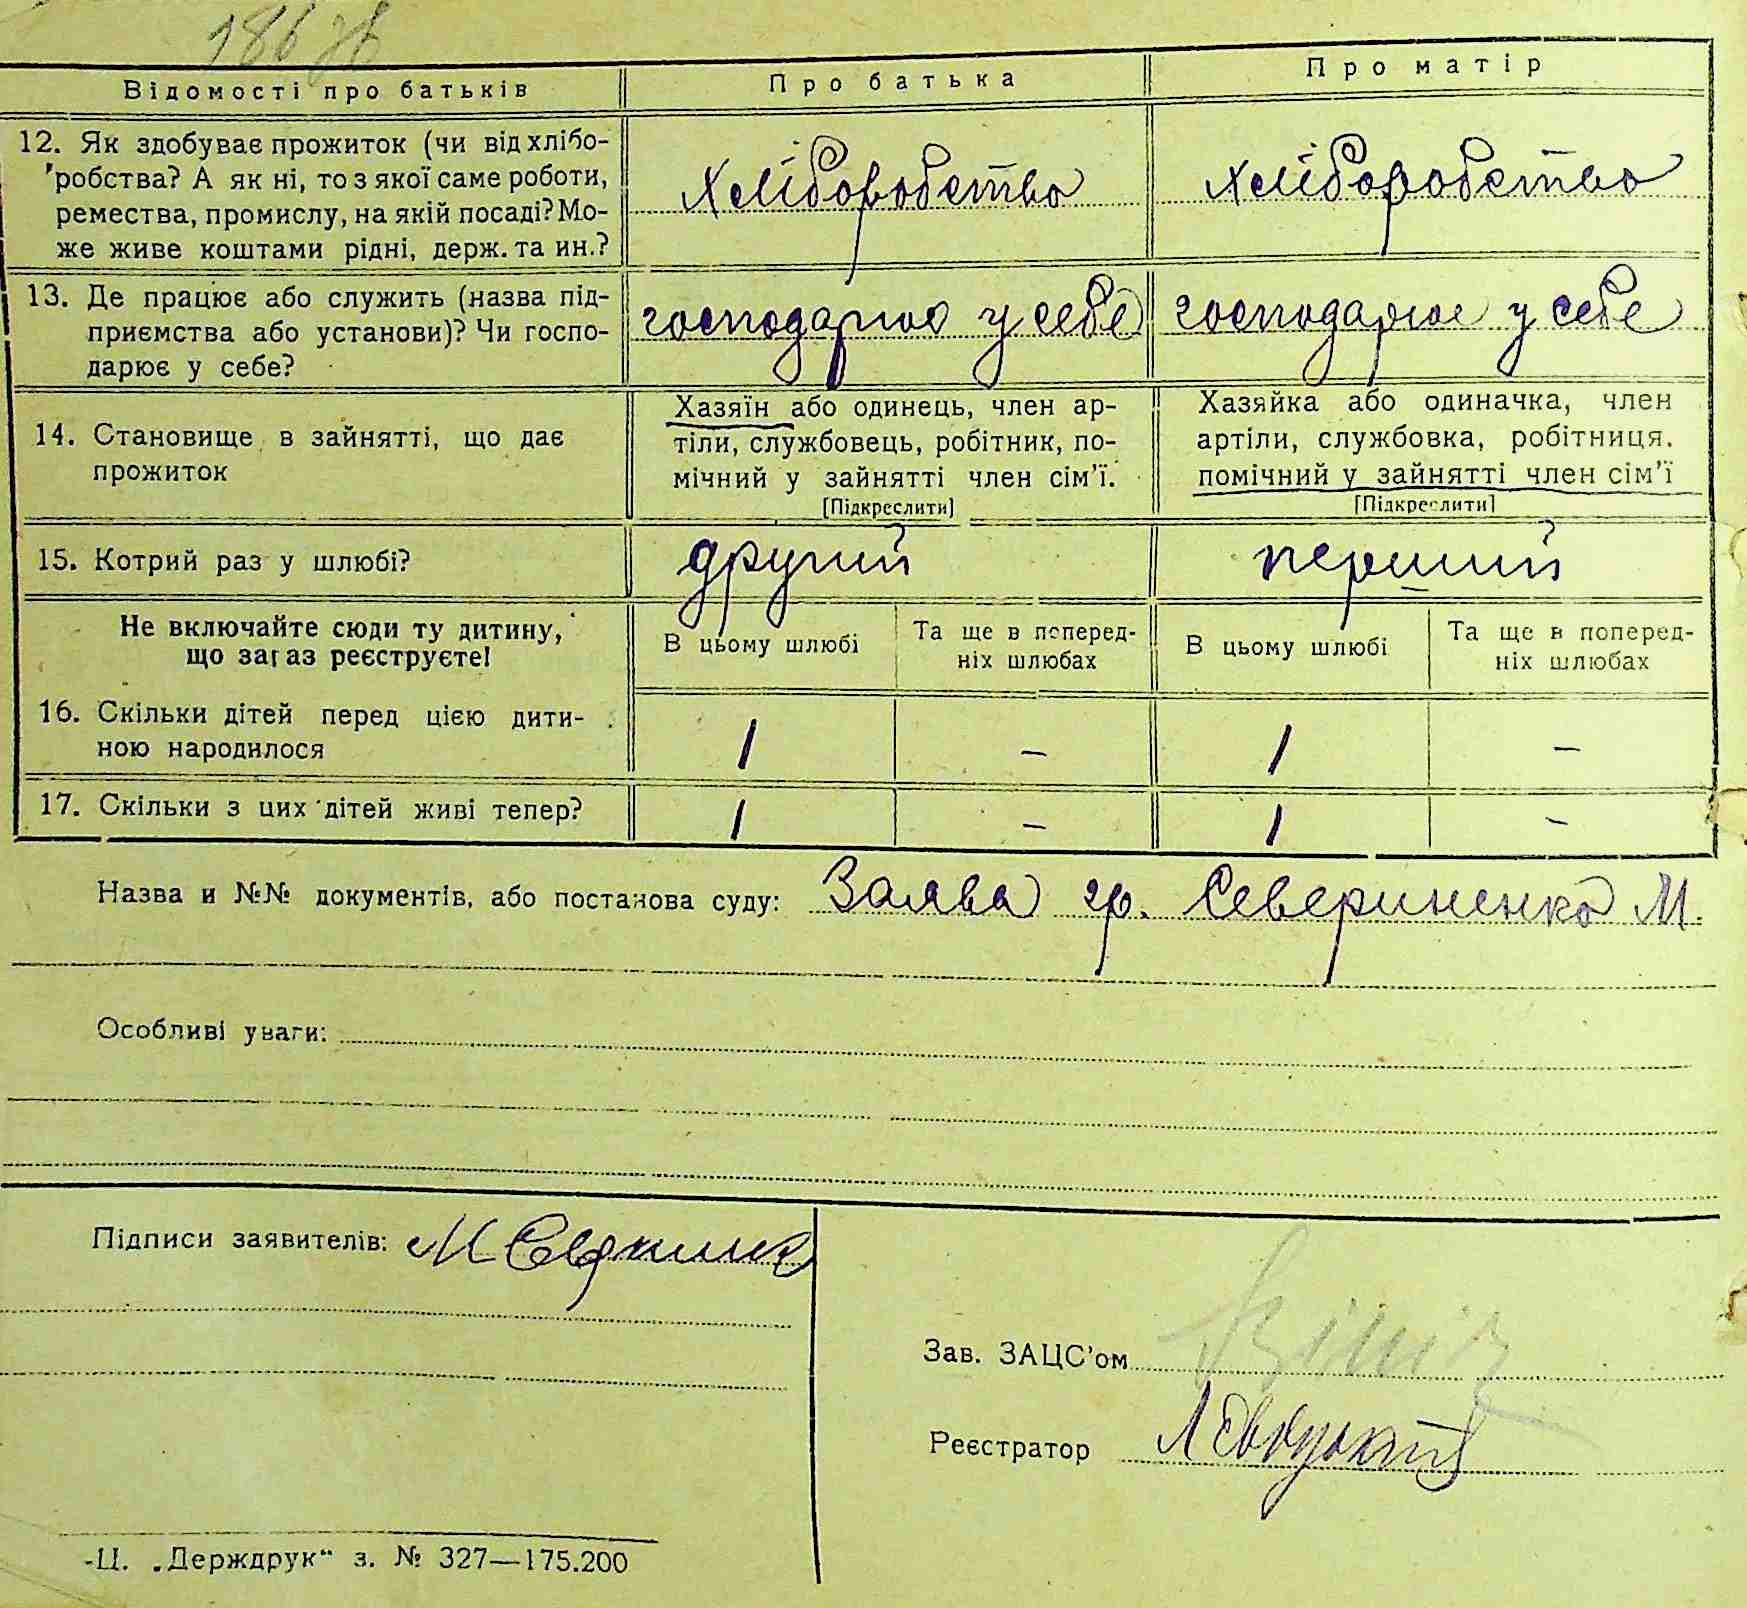 Відомості про батьків
Про батька
Про матір
12. Як здобуває прожиток (чи від хлібо-
робства? А як ні, то з якої саме роботи,
ремества, промислу, на якій посаді? Мо-
же живе коштами рідні, держ. та ин.?
Хліборобство
Хліборобство
13. Де працює або служить (назва під-
приємства або установи)? Чи госпо-
дарює у себе?
господарює у себе
господарює у себе
14. Становище в зайнятті, що дає
прожиток
Хазяїн або одинець, член ар-
тіли, службовець, робітник, по-
мічний у зайнятті член сім'ї.
[Підкреслити]
Хазяйка або одиначка, член
артіли, службовка, робітниця.
помічний у зайнятті член сім'ї
[Підкреслити]
15. Котрий раз у шлюбі?
другий
перший
Не включайте сюди ту дитину,
що зараз реєструєте!
В цьому шлюбі
Та ще в поперед-
ніх шлюбах
В цьому шлюбі
Та ще в поперед-
ніх шлюбах
16. Скільки дітей перед цією дити-
ною народилося
1
–
1
–
17. Скільки з цих дітей живі тепер?
1
–
1
–
Назва и №№ документів, або постанова суду: Заява гр. Севериненко М.
Особливі уваги:
Підписи заявителів:
Зав. ЗАЦС'ом
Реєстратор
-Ц. „Держдрук“ з. № 327—175.200